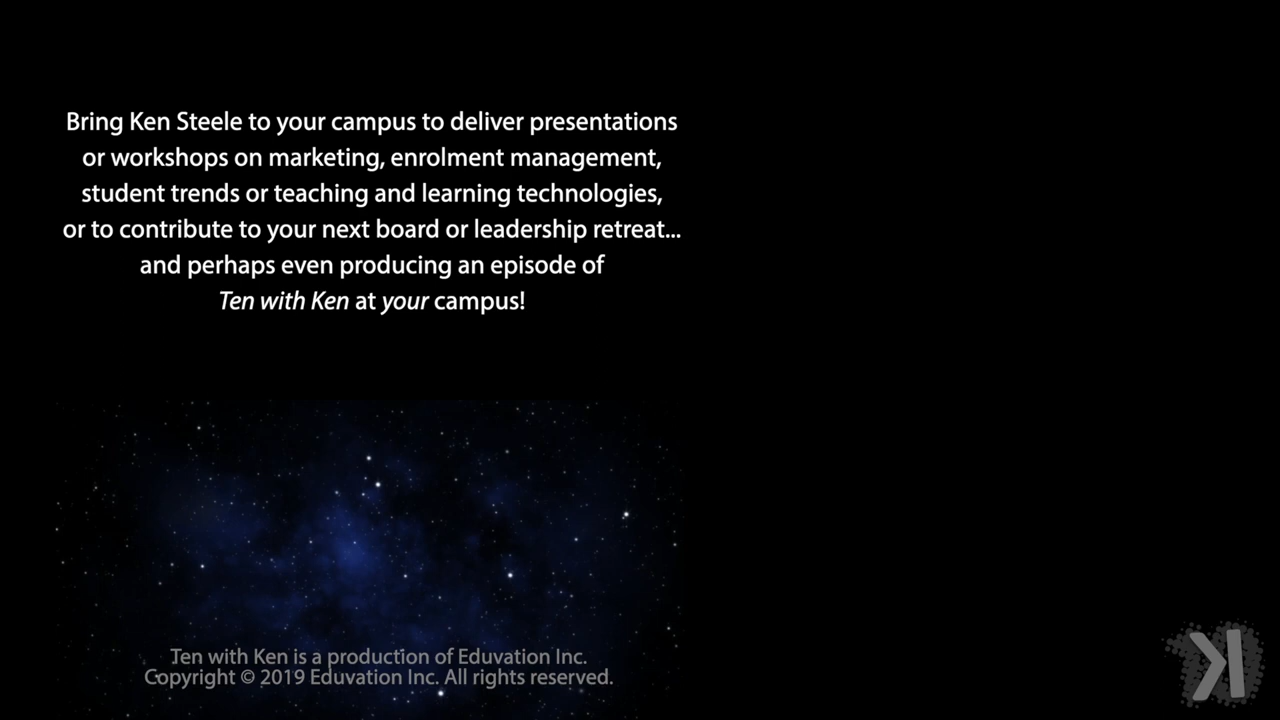 Bring Ken Steele to your campus to deliver presentations
or workshops on marketing, enrolment management,
student trends or teaching and learning technologies,
or to contribute to your next board or leadership retreat...
and perhaps even producing an episode of
Ten with Ken at your campus!
Ten with Ken is a production of Eduvation Inc.
Copyright © 2019 Eduvation Inc. All rights reserved.
K